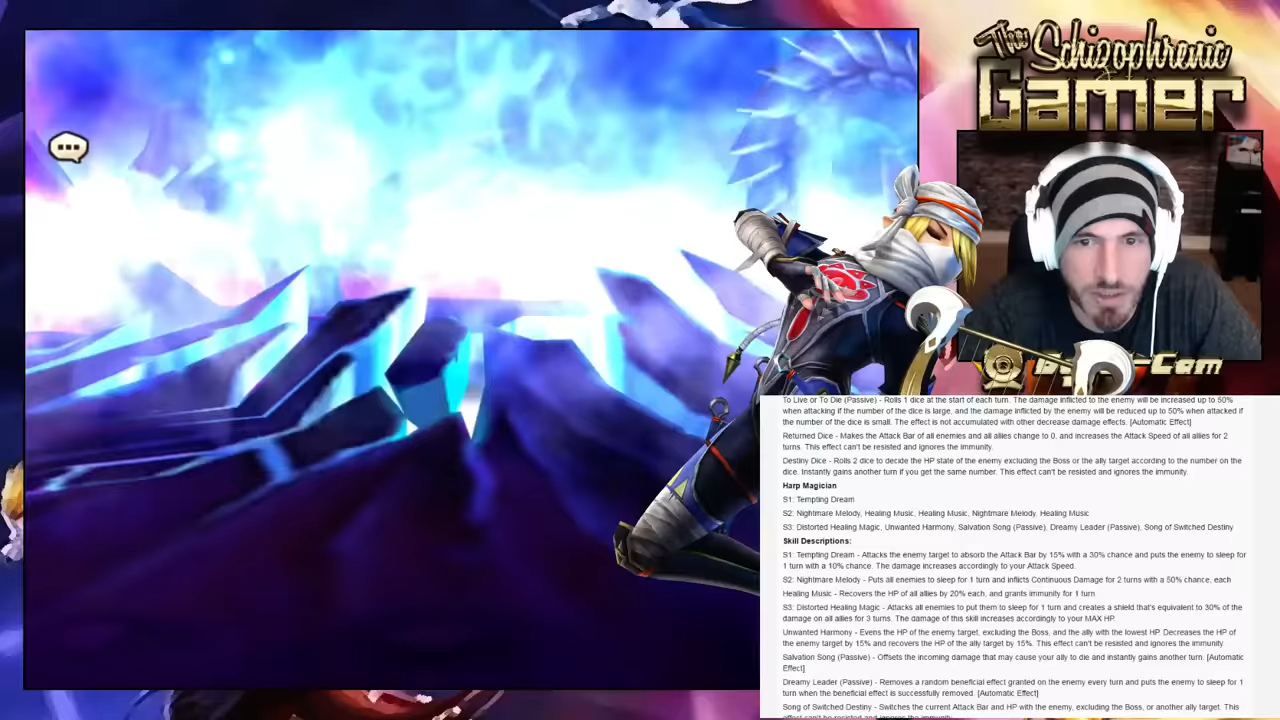 The
Schizophrenic
Gamer
-Cam
To Live or To Die (Passive) - Rolls 1 dice at the start of each turn. The damage inflicted to the enemy will be increased up to 50%
when attacking if the number of the dice is large, and the damage inflicted by the enemy will be reduced up to 50% when attacked if
the number of the dice is small. The effect is not accumulated with other decrease damage effects. [Automatic Effect]
Returned Dice - Makes the Attack Bar of all enemies and all allies change to 0, and increases the Attack Speed of all allies for 2
turns. This effect can't be resisted and ignores the immunity.
Destiny Dice - Rolls 2 dice to decide the HP state of the enemy excluding the Boss or the ally target according to the number on the
dice. Instantly gains another turn if you get the same number. This effect can't be resisted and ignores the immunity.
Harp Magician
S1: Tempting Dream
S2: Nightmare Melody, Healing Music, Healing Music, Nightmare Melody, Healing Music
S3: Distorted Healing Magic, Unwanted Harmony, Salvation Song (Passive), Dreamy Leader (Passive), Song of Switched Destiny
Skill Descriptions:
S1: Tempting Dream - Attacks the enemy target to absorb the Attack Bar by 15% with a 30% chance and puts the enemy to sleep for
1 turn with a 10% chance. The damage increases accordingly to your Attack Speed.
S2: Nightmare Melody - Puts all enemies to sleep for 1 turn and inflicts Continuous Damage for 2 turns with a 50% chance, each
Healing Music - Recovers the HP of all allies by 20% each, and grants immunity for 1 turn
S3: Distorted Healing Magic - Attacks all enemies to put them to sleep for 1 turn and creates a shield that's equivalent to 30% of the
damage on all allies for 3 turns. The damage of this skill increases accordingly to your MAX HP.
Unwanted Harmony - Evens the HP of the enemy target, excluding the Boss, and the ally with the lowest HP. Decreases the HP of
the enemy target by 15% and recovers the HP of the ally target by 15%. This effect can't be resisted and ignores the immunity.
Salvation Song (Passive) - Offsets the incoming damage that may cause your ally to die and instantly gains another turn. [Automatic
Effect]
Dreamy Leader (Passive) - Removes a random beneficial effect granted on the enemy every turn and puts the enemy to sleep for 1
turn when the beneficial effect is successfully removed. [Automatic Effect]
Song of Switched Destiny - Switches the current Attack Bar and HP with the enemy, excluding the Boss, or another ally target. This
effect can't be resisted and ignores the immunity.